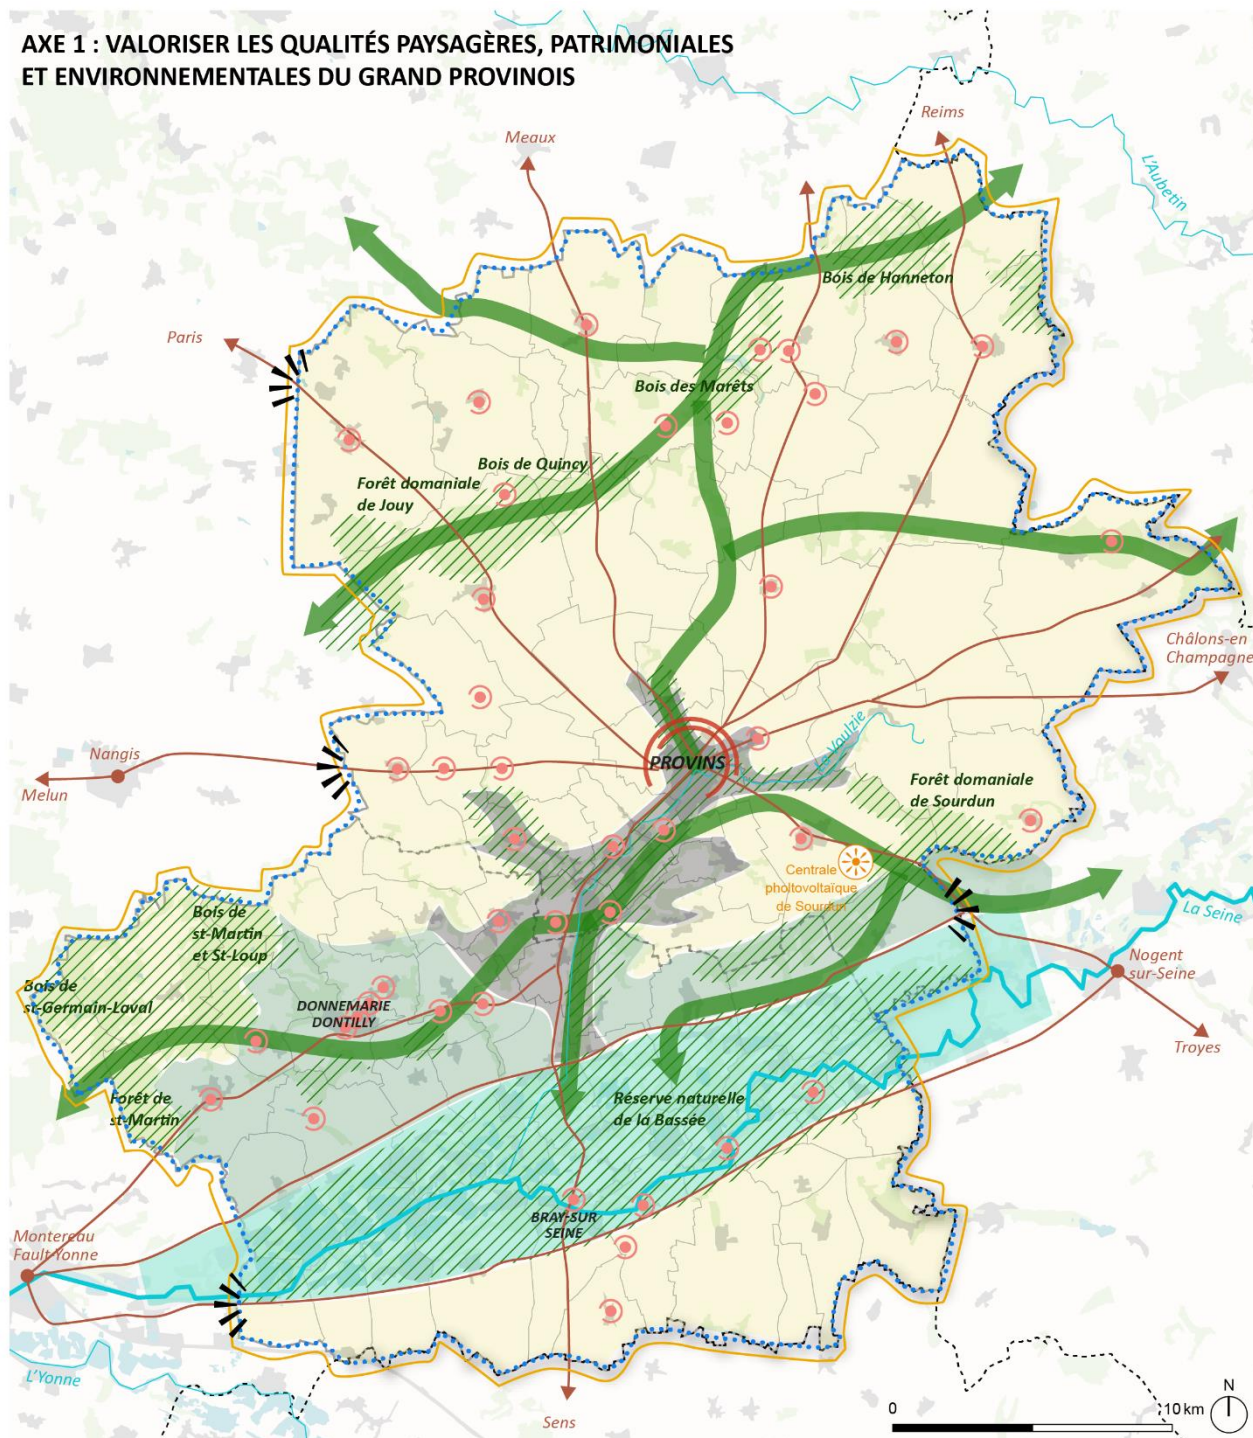 AXE 1 : VALORISER LES QUALITÉS PAYSAGÈRES, PATRIMONIALES
ET ENVIRONNEMENTALES DU GRAND PROVINOIS
Reims
Meaux
L'Aubetin
Bois de Hanneton
Paris
Bois des Marêts
Bois de Quincy
Forêt domaniale
de Jouy
Châlons-en
Champagne
La Voulzie
Nangis
PROVINS
Melun
Forêt domaniale
de Sourdun
Centrale
photovoltaïque
de Sourdun
La Seine
Bois de
st-Martin
et St-Loup
Nogent
sur-Seine
Bois de
st-Germain-Laval
DONNEMARIE
DONTILLY
Troyes
Forêt de
st-Martin
Réserve naturelle
de la Bassée
BRAY-SUR
SEINE
Montereau
Fault-Yonne
L'Yonne
Sens
N
0
10 km